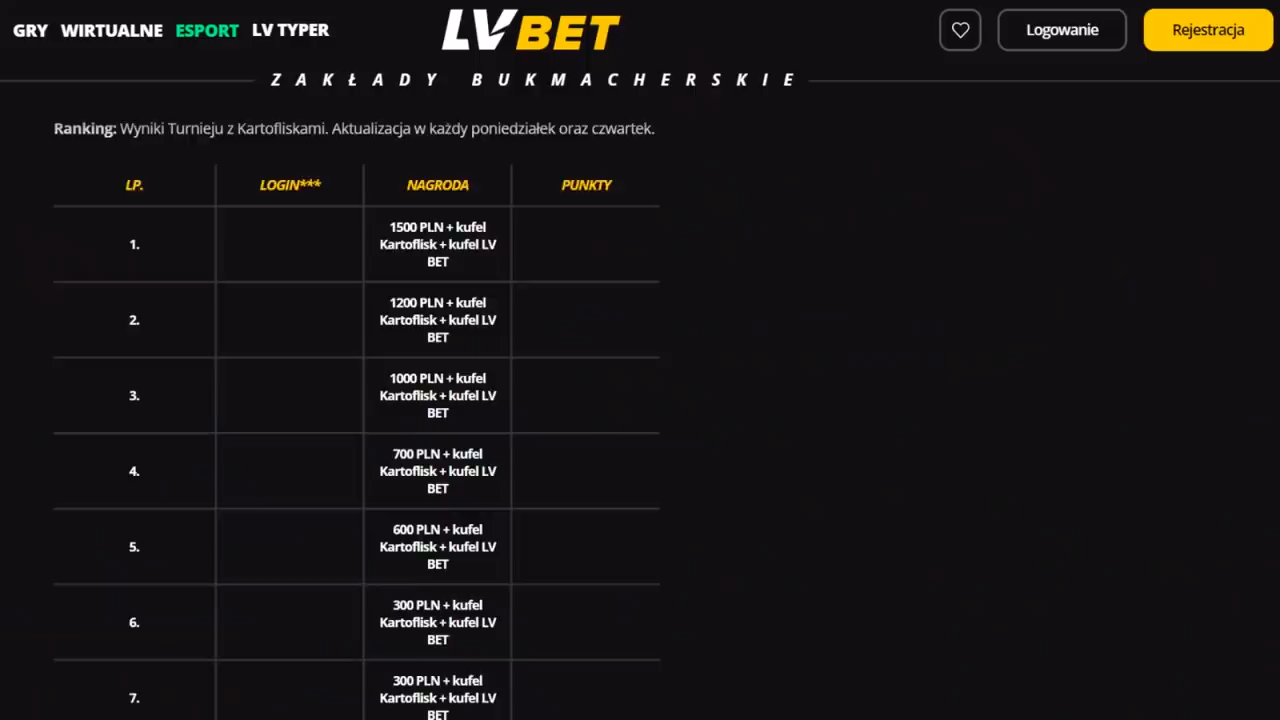 GRY WIRTUALNE ESPORT LV TYPER LVBET Logowanie Rejestracja
ZAKŁADY BUKMACHERSKIE
Ranking: Wyniki Turnieju z Kartofliskami. Aktualizacja w każdy poniedziałek oraz czwartek.
LP. LOGIN*** NAGRODA PUNKTY
1.
1500 PLN + kufel
Kartoflisk + kufel LV
BET
2.
1200 PLN + kufel
Kartoflisk + kufel LV
BET
3.
1000 PLN + kufel
Kartoflisk + kufel LV
BET
4.
700 PLN + kufel
Kartoflisk + kufel LV
BET
5.
600 PLN + kufel
Kartoflisk + kufel LV
BET
6.
300 PLN + kufel
Kartoflisk + kufel LV
BET
7.
300 PLN + kufel
Kartoflisk + kufel LV
BET